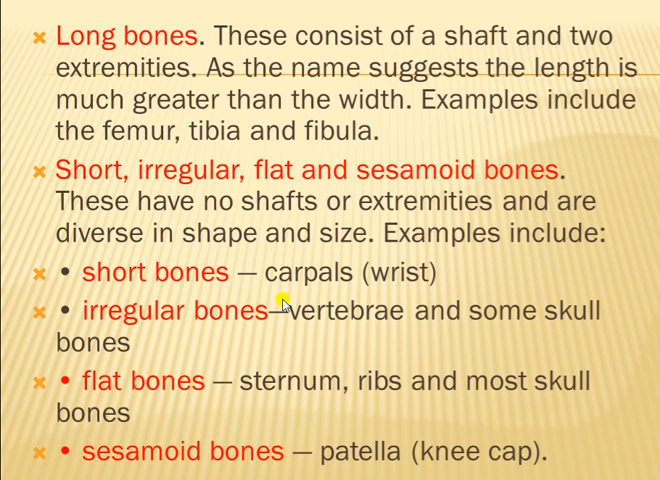 Long bones. These consist of a shaft and two
extremities. As the name suggests the length is
much greater than the width. Examples include
the femur, tibia and fibula.
Short, irregular, flat and sesamoid bones.
These have no shafts or extremities and are
diverse in shape and size. Examples include:
• short bones — carpals (wrist)
• irregular bones—vertebrae and some skull
bones
• flat bones — sternum, ribs and most skull
bones
• sesamoid bones — patella (knee cap).